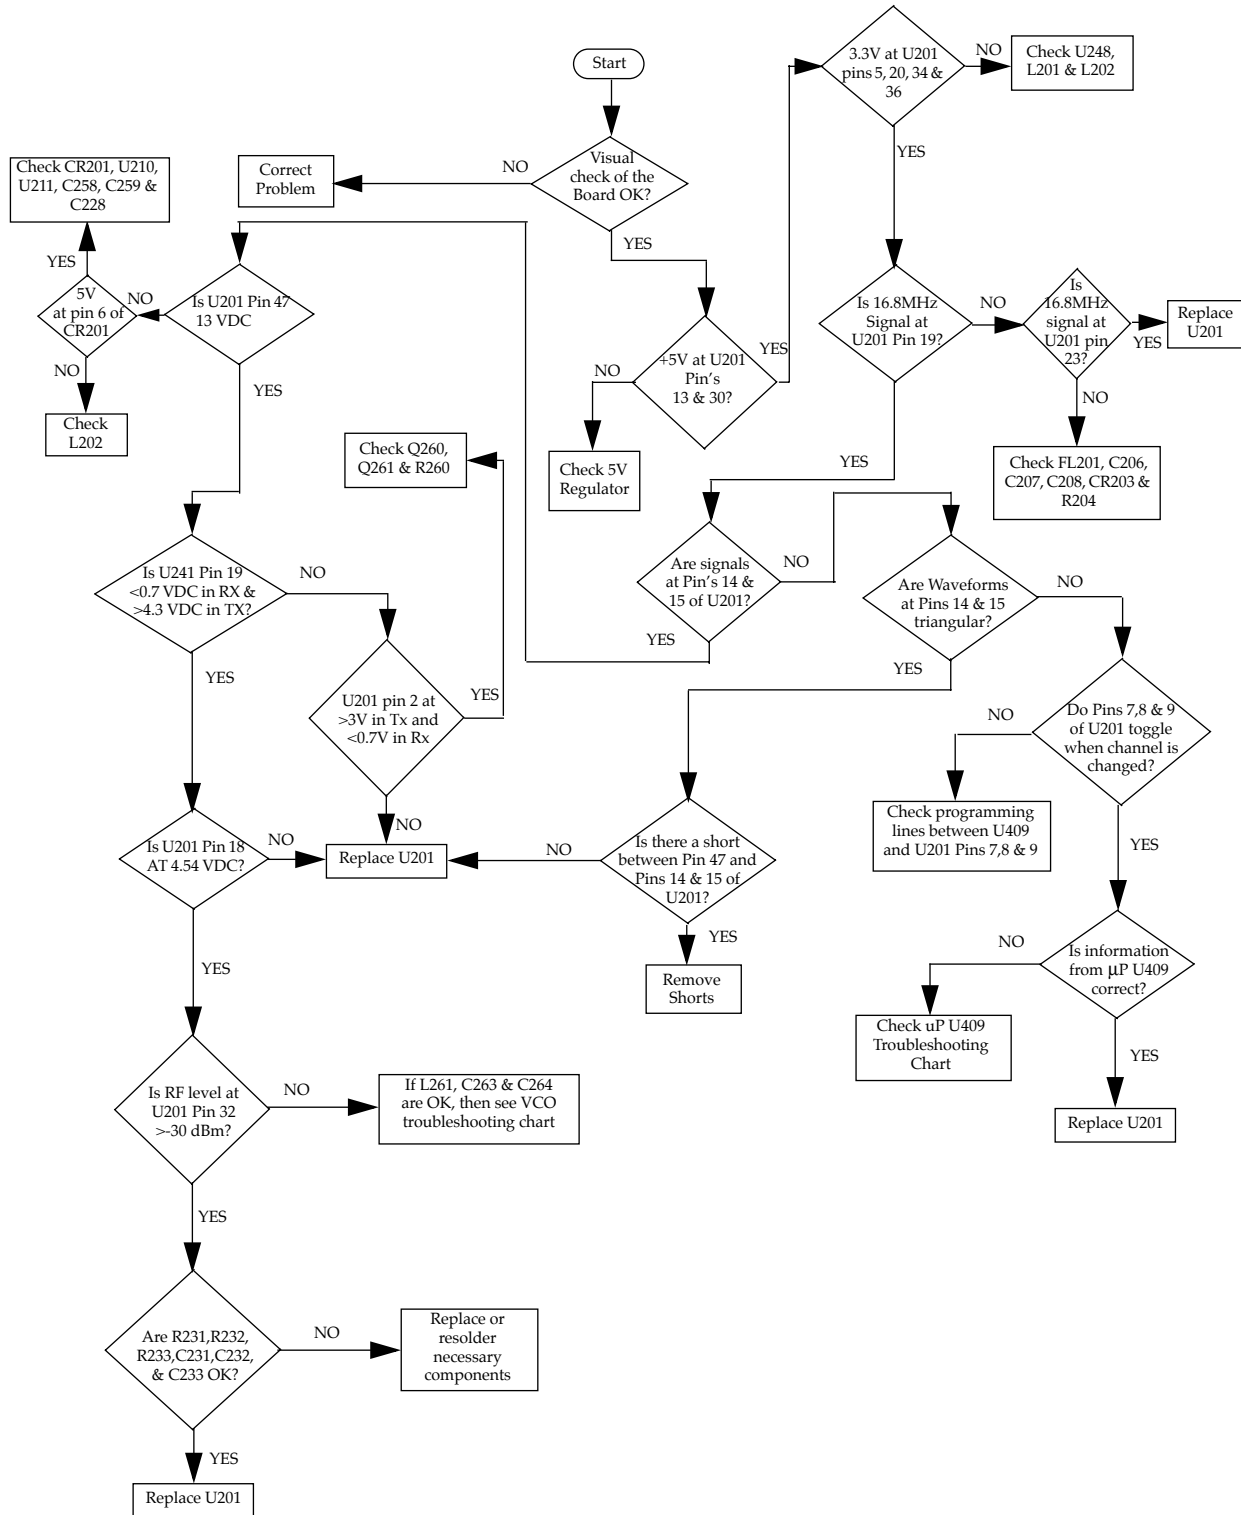 Start
Visual
check of the
Board OK?
NO
Correct
Problem
YES
+5V at U201
Pin's
13 & 30?
NO
Check 5V
Regulator
YES
3.3V at U201
pins 5, 20, 34 &
36
NO
Check U248,
L201 & L202
YES
Is 16.8MHz
Signal at
U201 Pin 19?
NO
Is
16.8MHz
signal at
U201 pin
23?
YES
Replace
U201
NO
Check FL201, C206,
C207, C208, CR203 &
R204
YES
Are signals
at Pin's 14 &
15 of U201?
NO
Are Waveforms
at Pins 14 & 15
triangular?
NO
Do Pins 7,8 & 9
of U201 toggle
when channel is
changed?
NO
Check programming
lines between U409
and U201 Pins 7,8 & 9
YES
Is information
from µP U409
correct?
NO
Check uP U409
Troubleshooting
Chart
YES
Replace U201
YES
Is there a short
between Pin 47 and
Pins 14 & 15 of
U201?
NO
YES
Remove
Shorts
YES
Is U201 Pin 47
13 VDC
NO
5V
at pin 6 of
CR201
YES
Check CR201, U210,
U211, C258, C259 &
C228
NO
Check
L202
YES
Is U241 Pin 19
<0.7 VDC in RX &
>4.3 VDC in TX?
NO
U201 pin 2 at
>3V in Tx and
<0.7V in Rx
YES
Check Q260,
Q261 & R260
NO
Replace U201
YES
Is U201 Pin 18
AT 4.54 VDC?
NO
YES
Is RF level at
U201 Pin 32
>-30 dBm?
NO
If L261, C263 & C264
are OK, then see VCO
troubleshooting chart
YES
Are R231,R232,
R233,C231,C232,
& C233 OK?
NO
Replace or
resolder
necessary
components
YES
Replace U201